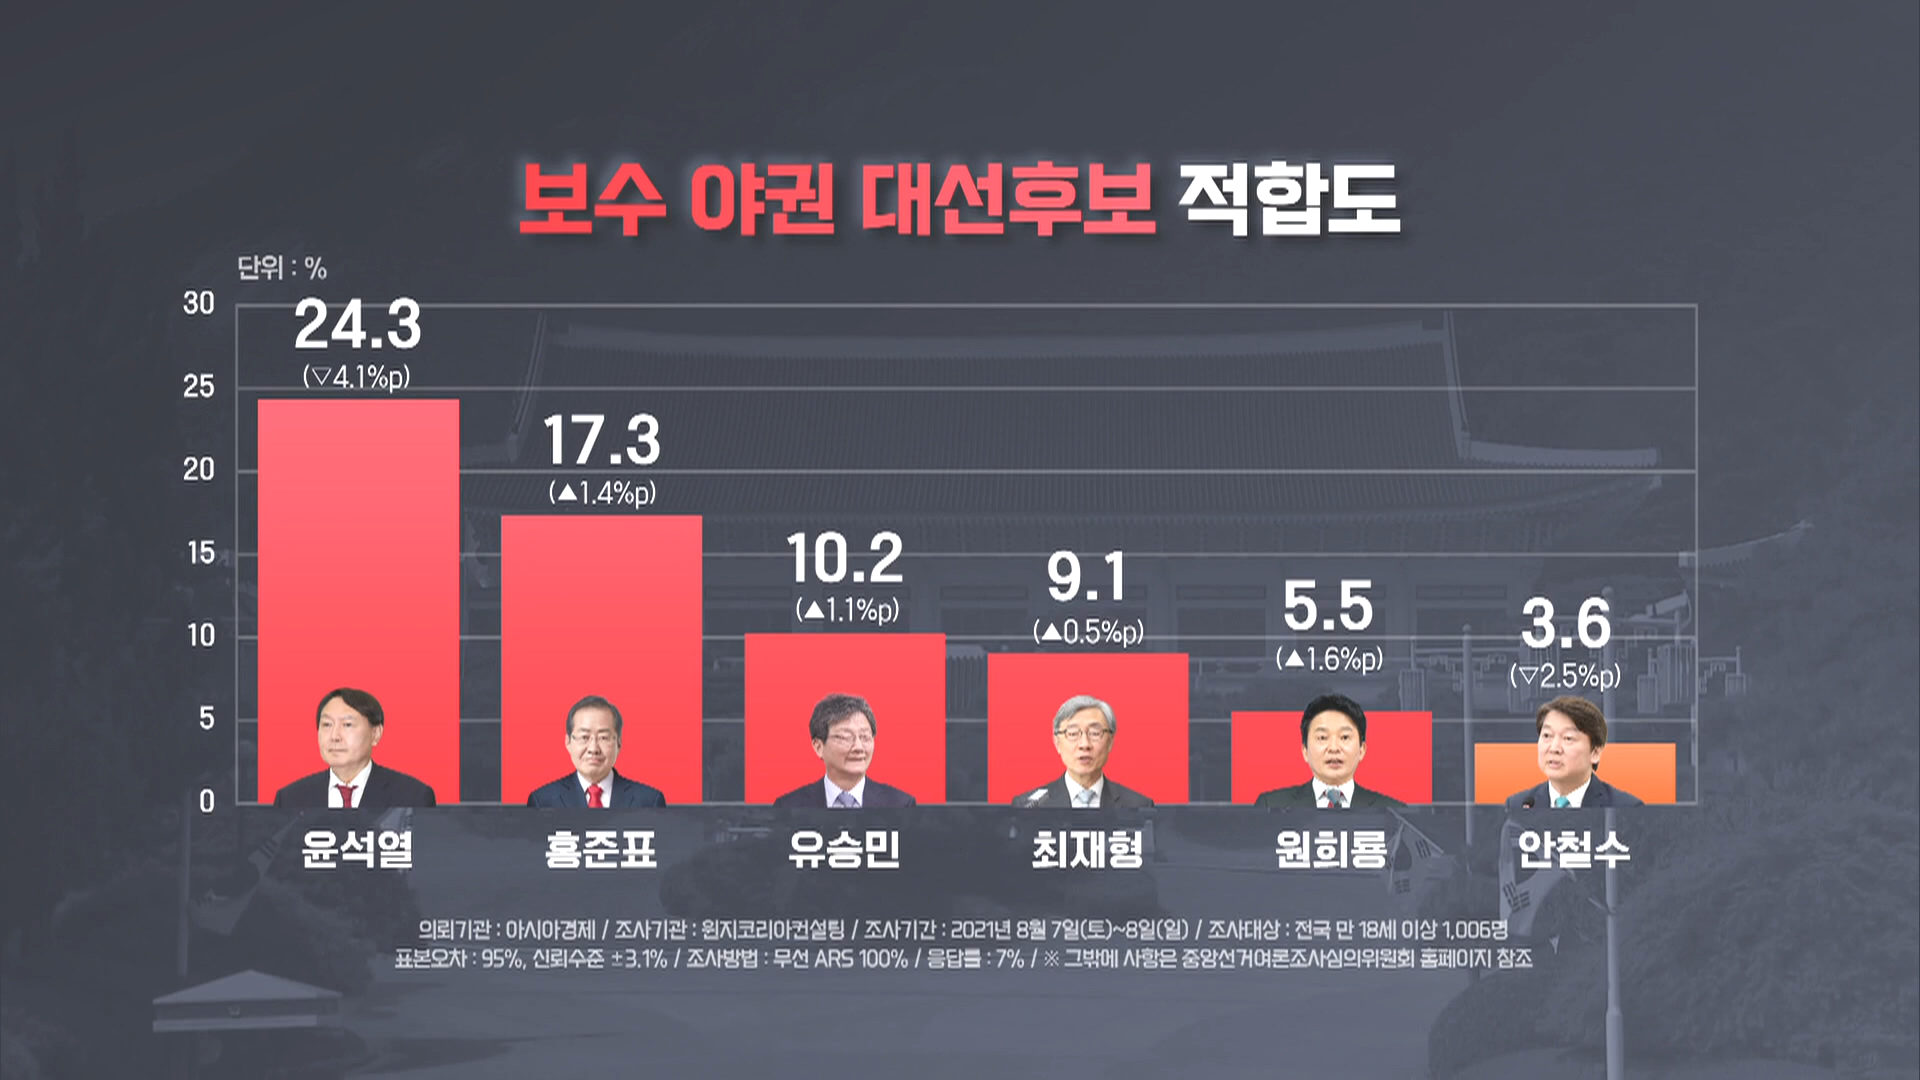 보수 야권 대선후보 적합도
단위 : %
30
25
20
15
10
5
0
24.3
(▽4.1%p)
17.3
(▲1.4%p)
10.2
(▲1.1%p)
9.1
(▲0.5%p)
5.5
(▲1.6%p)
3.6
(▽2.5%p)
윤석열 홍준표 유승민 최재형 원희룡 안철수
의뢰기관 : 아시아경제 / 조사기관 : 윈지코리아컨설팅 / 조사기간 : 2021년 8월 7일(토)~8일(일) / 조사대상 : 전국 만 18세 이상 1,006명
표본오차 : 95%, 신뢰수준 ±3.1% / 조사방법 : 무선 ARS 100% / 응답률 : 7% / ※ 그밖에 사항은 중앙선거여론조사심의위원회 홈페이지 참조